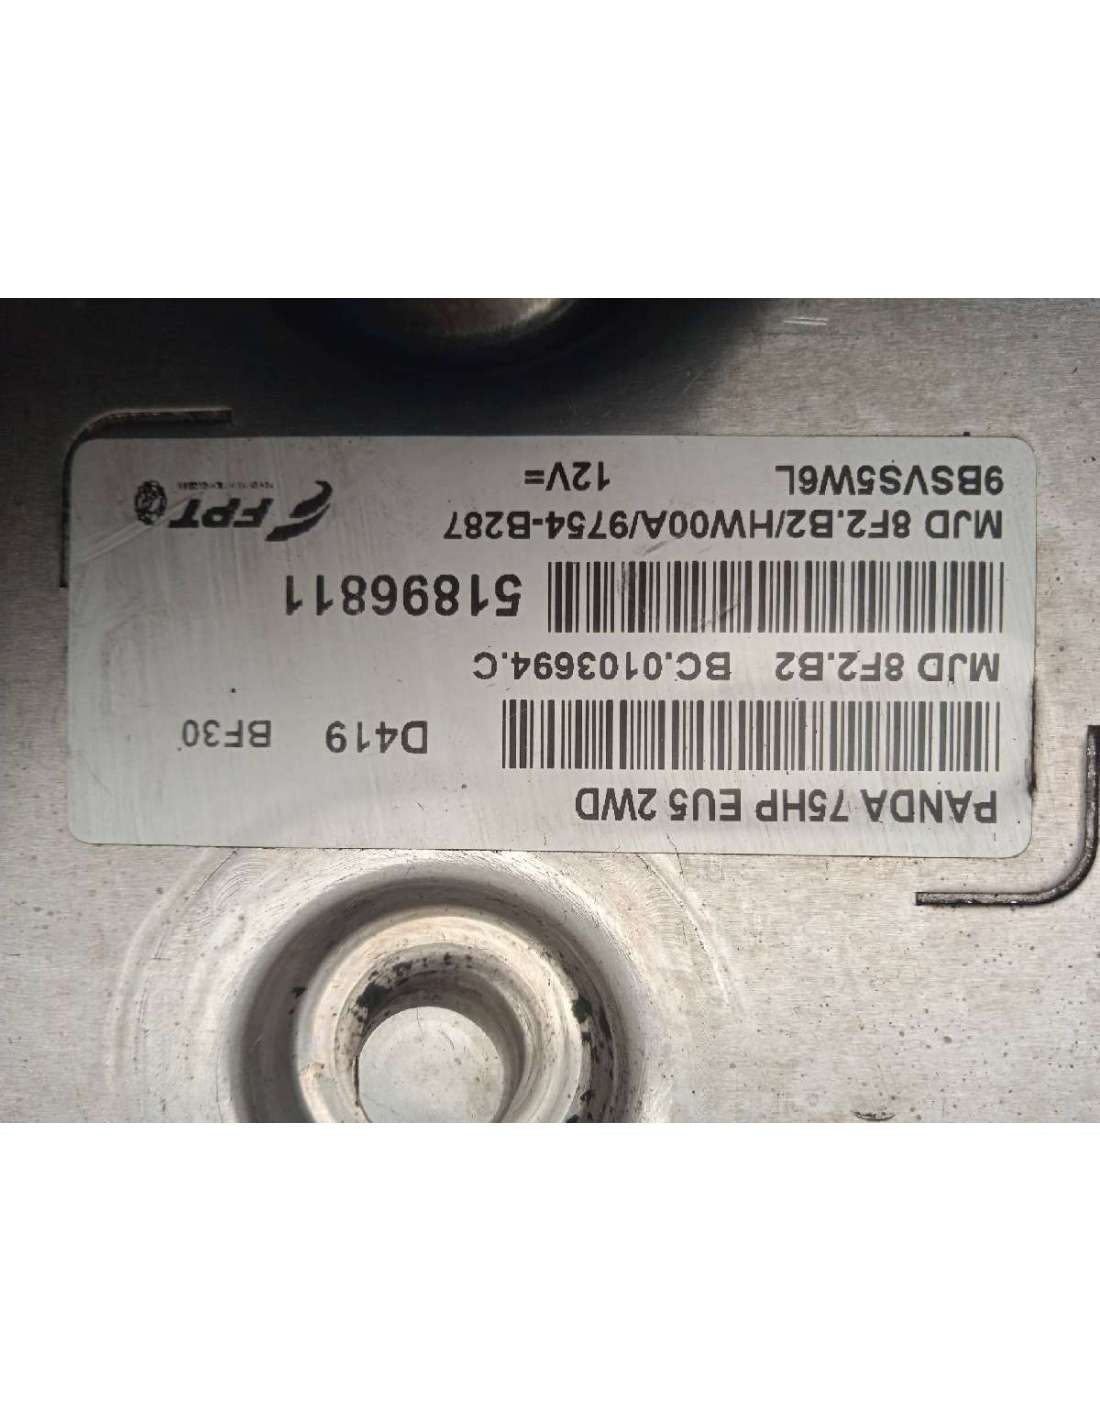 PANDA 75HP EU5 2WD
D419 BF30
MJD 8F2.B2 BC.0103694.C
51896811
MJD 8F2.B2/HW00A/9754-B287
9BSVS5W6L 12V=
FPT